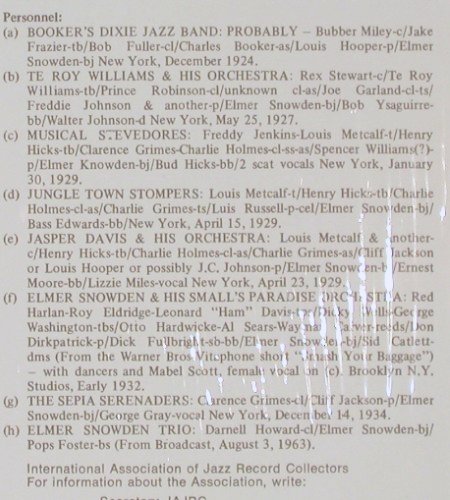 Personnel:
(a) BOOKER'S DIXIE JAZZ BAND: PROBABLY — Bubber Miley-c/Jake
Frazier-tb/Bob Fuller-cl/Charles Booker-as/Louis Hooper-p/Elmer
Snowden-bj New York, December 1924.
(b) TE ROY WILLIAMS & HIS ORCHESTRA: Rex Stewart-c/Te Roy
Williams-tb/Prince Robinson-cl/unknown cl-as/Joe Garland-cl-ts/
Freddie Johnson & another-p/Elmer Snowden-bj/Bob Ysaguirre-
bb/Walter Johnson-d New York, May 25, 1927.
(c) MUSICAL STEVEDORES: Freddy Jenkins-Louis Metcalf-t/Henry
Hicks-tb/Clarence Grimes-Charlie Holmes-cl-ss-as/Spencer Williams(?)-
p/Elmer Knowden-bj/Bud Hicks-bb/2 scat vocals New York, January
30, 1929.
(d) JUNGLE TOWN STOMPERS: Louis Metcalf-t/Henry Hicks-tb/Charlie
Holmes-cl-as/Charlie Grimes-ts/Luis Russell-p-cel/Elmer Snowden-bj/
Bass Edwards-bb/New York, April 15, 1929.
(e) JASPER DAVIS & HIS ORCHESTRA: Louis Metcalf & another-
c/Henry Hicks-tb/Charlie Holmes-cl-as/Charlie Grimes-as/Cliff Jackson
or Louis Hooper or possibly J.C. Johnson-p/Elmer Snowden-bj/Ernest
Moore-bb/Lizzie Miles-vocal New York, April 23, 1929.
(f) ELMER SNOWDEN & HIS SMALL'S PARADISE ORCHESTRA: Red
Harlan-Roy Eldridge-Leonard "Ham" Davis-tpt/Dicky Wells-George
Washington-tbs/Otto Hardwicke-Al Sears-Wayman Carver-reeds/Don
Dirkpatrick-p/Dick Fulbright-sb-bb/Elmer Snowden-bj/Sid Catlett-
dms (From the Warner Bros. Vitophone short "Smash Your Baggage")
— with dancers and Mabel Scott, female vocal on (c). Brooklyn N.Y.
Studios, Early 1932.
(g) THE SEPIA SERENADERS: Clarence Grimes-cl/Cliff Jackson-p/Elmer
Snowden-bj/George Gray-vocal New York, December 14, 1934.
(h) ELMER SNOWDEN TRIO: Darnell Howard-cl/Elmer Snowden-bj/
Pops Foster-bs (From Broadcast, August 3, 1963).
International Association of Jazz Record Collectors
For information about the Association, write: